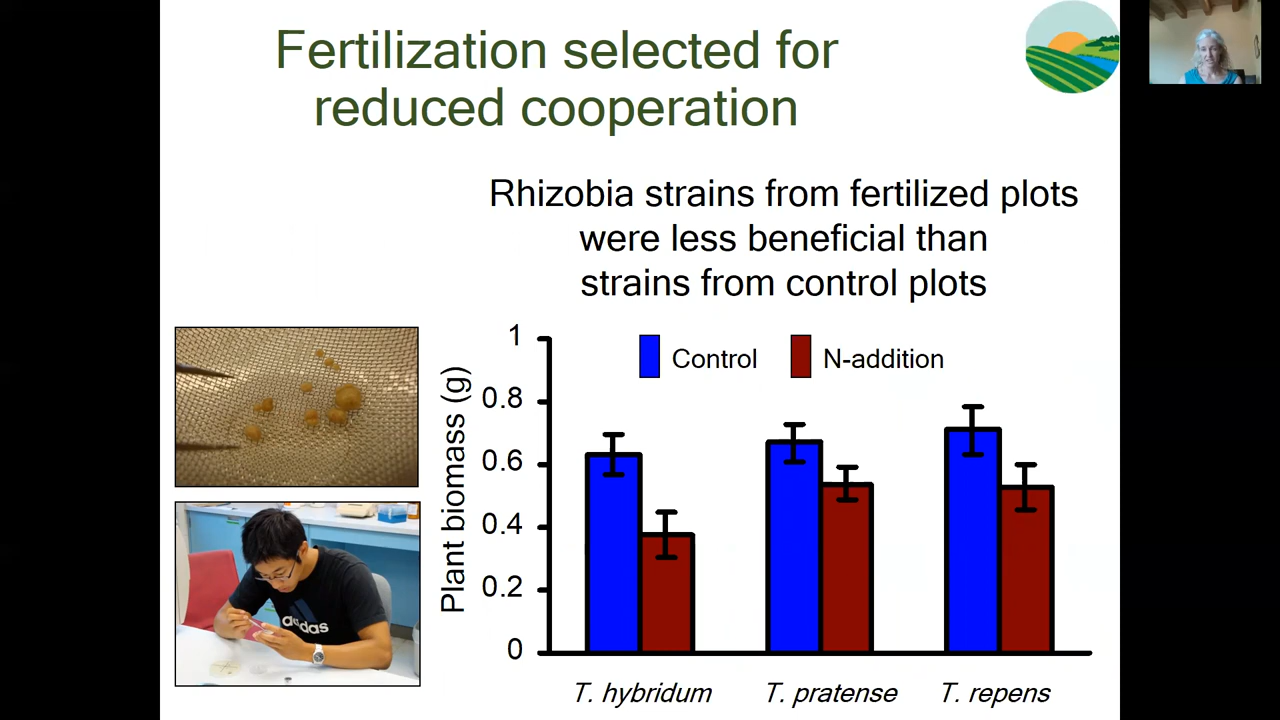 Fertilization selected for
reduced cooperation
Rhizobia strains from fertilized plots
were less beneficial than
strains from control plots
Control
N-addition
Plant biomass (g)
1
0.8
0.6
0.4
0.2
0
T. hybridum
T. pratense
T. repens
adidas